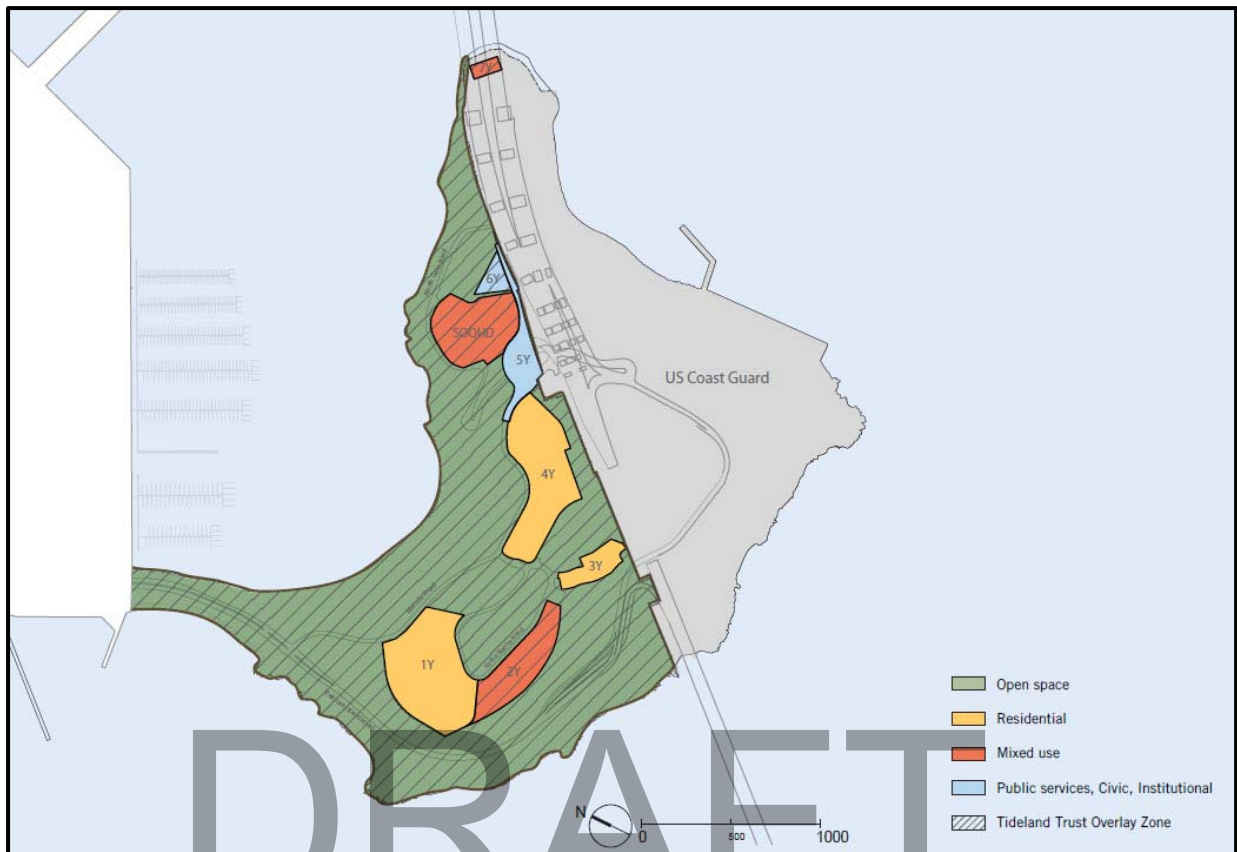 6Y
SQOHD
5Y
US Coast Guard
4Y
3Y
1Y
2Y
Open space
Residential
Mixed use
Public services, Civic, Institutional
Tideland Trust Overlay Zone
N
0
500
1000
DRAFT